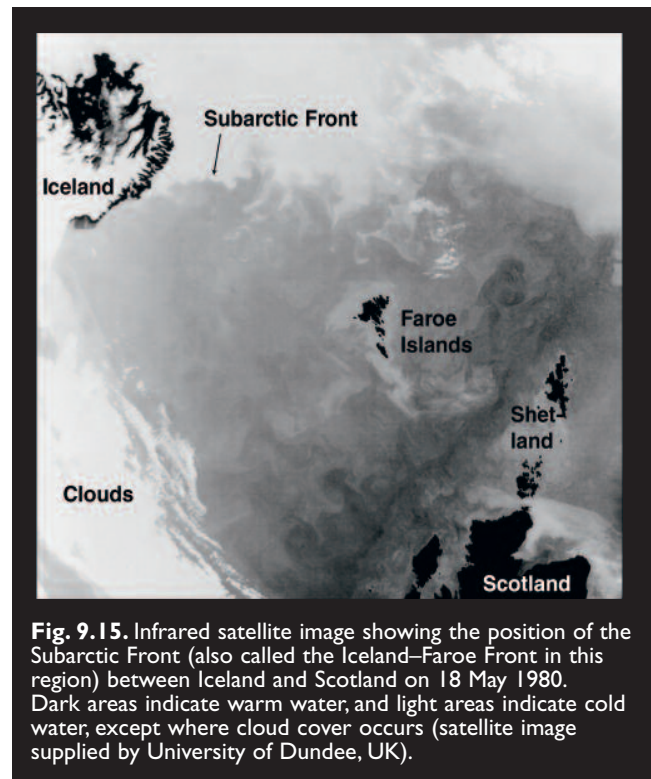 Subarctic Front
Iceland
Faroe
Islands
Shet-
land
Clouds
Scotland
Fig. 9.15. Infrared satellite image showing the position of the
Subarctic Front (also called the Iceland–Faroe Front in this
region) between Iceland and Scotland on 18 May 1980.
Dark areas indicate warm water, and light areas indicate cold
water, except where cloud cover occurs (satellite image
supplied by University of Dundee, UK).